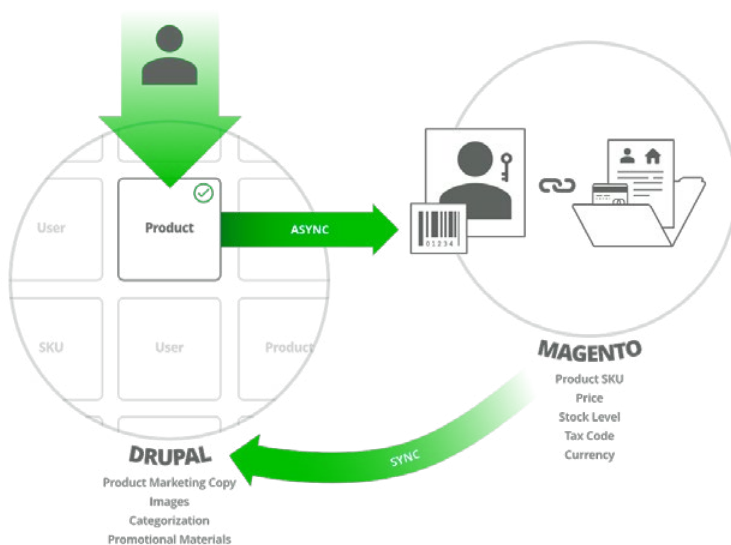 User
Product
ASYNC
01234
SKU
User
Product
MAGENTO
Product SKU
Price
Stock Level
Tax Code
Currency
SYNC
DRUPAL
Product Marketing Copy
Images
Categorization
Promotional Materials